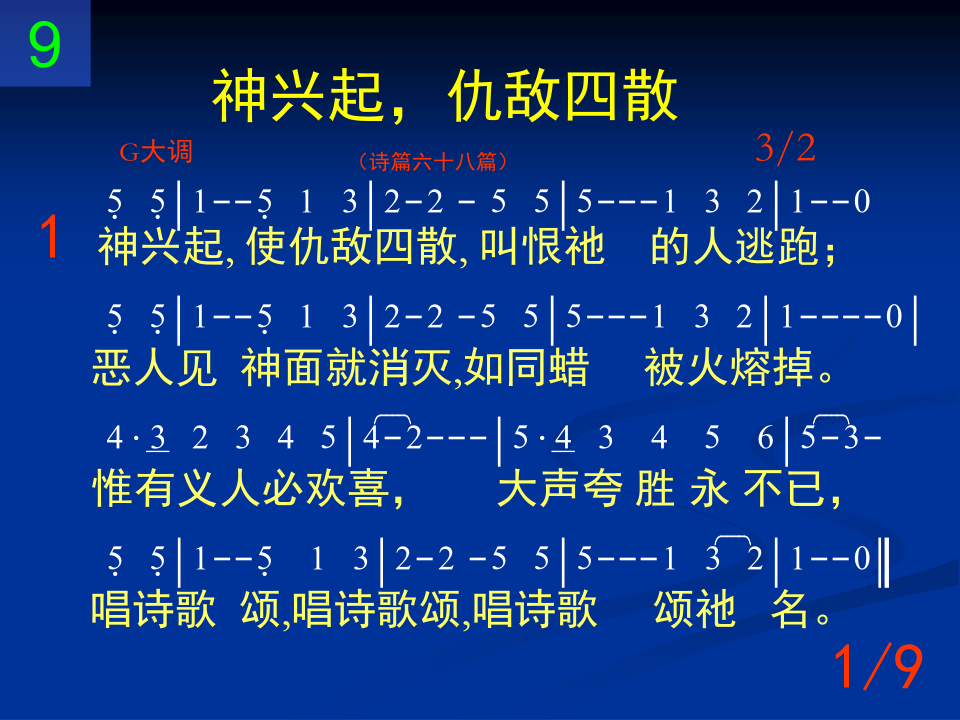 9
神兴起，仇敌四散
G大调 （诗篇六十八篇） 3/2
5̣ 5̣|1--5̣ 1 3|2-2 - 5 5|5---1 3 2|1--0
1
神兴起, 使仇敌四散, 叫恨祂 的人逃跑；
5̣ 5̣|1--5̣ 1 3|2-2 -5 5|5---1 3 2|1----0|
恶人见 神面就消灭,如同蜡 被火熔掉。
4·3̲ 2 3 4 5|4-2---|5·4̲ 3 4 5 6|5-3-
惟有义人必欢喜， 大声夸 胜 永 不已，
5̣ 5̣|1--5̣ 1 3|2-2 -5 5|5---1 3 2|1--0‖
唱诗歌 颂,唱诗歌颂,唱诗歌 颂祂 名。
1/9